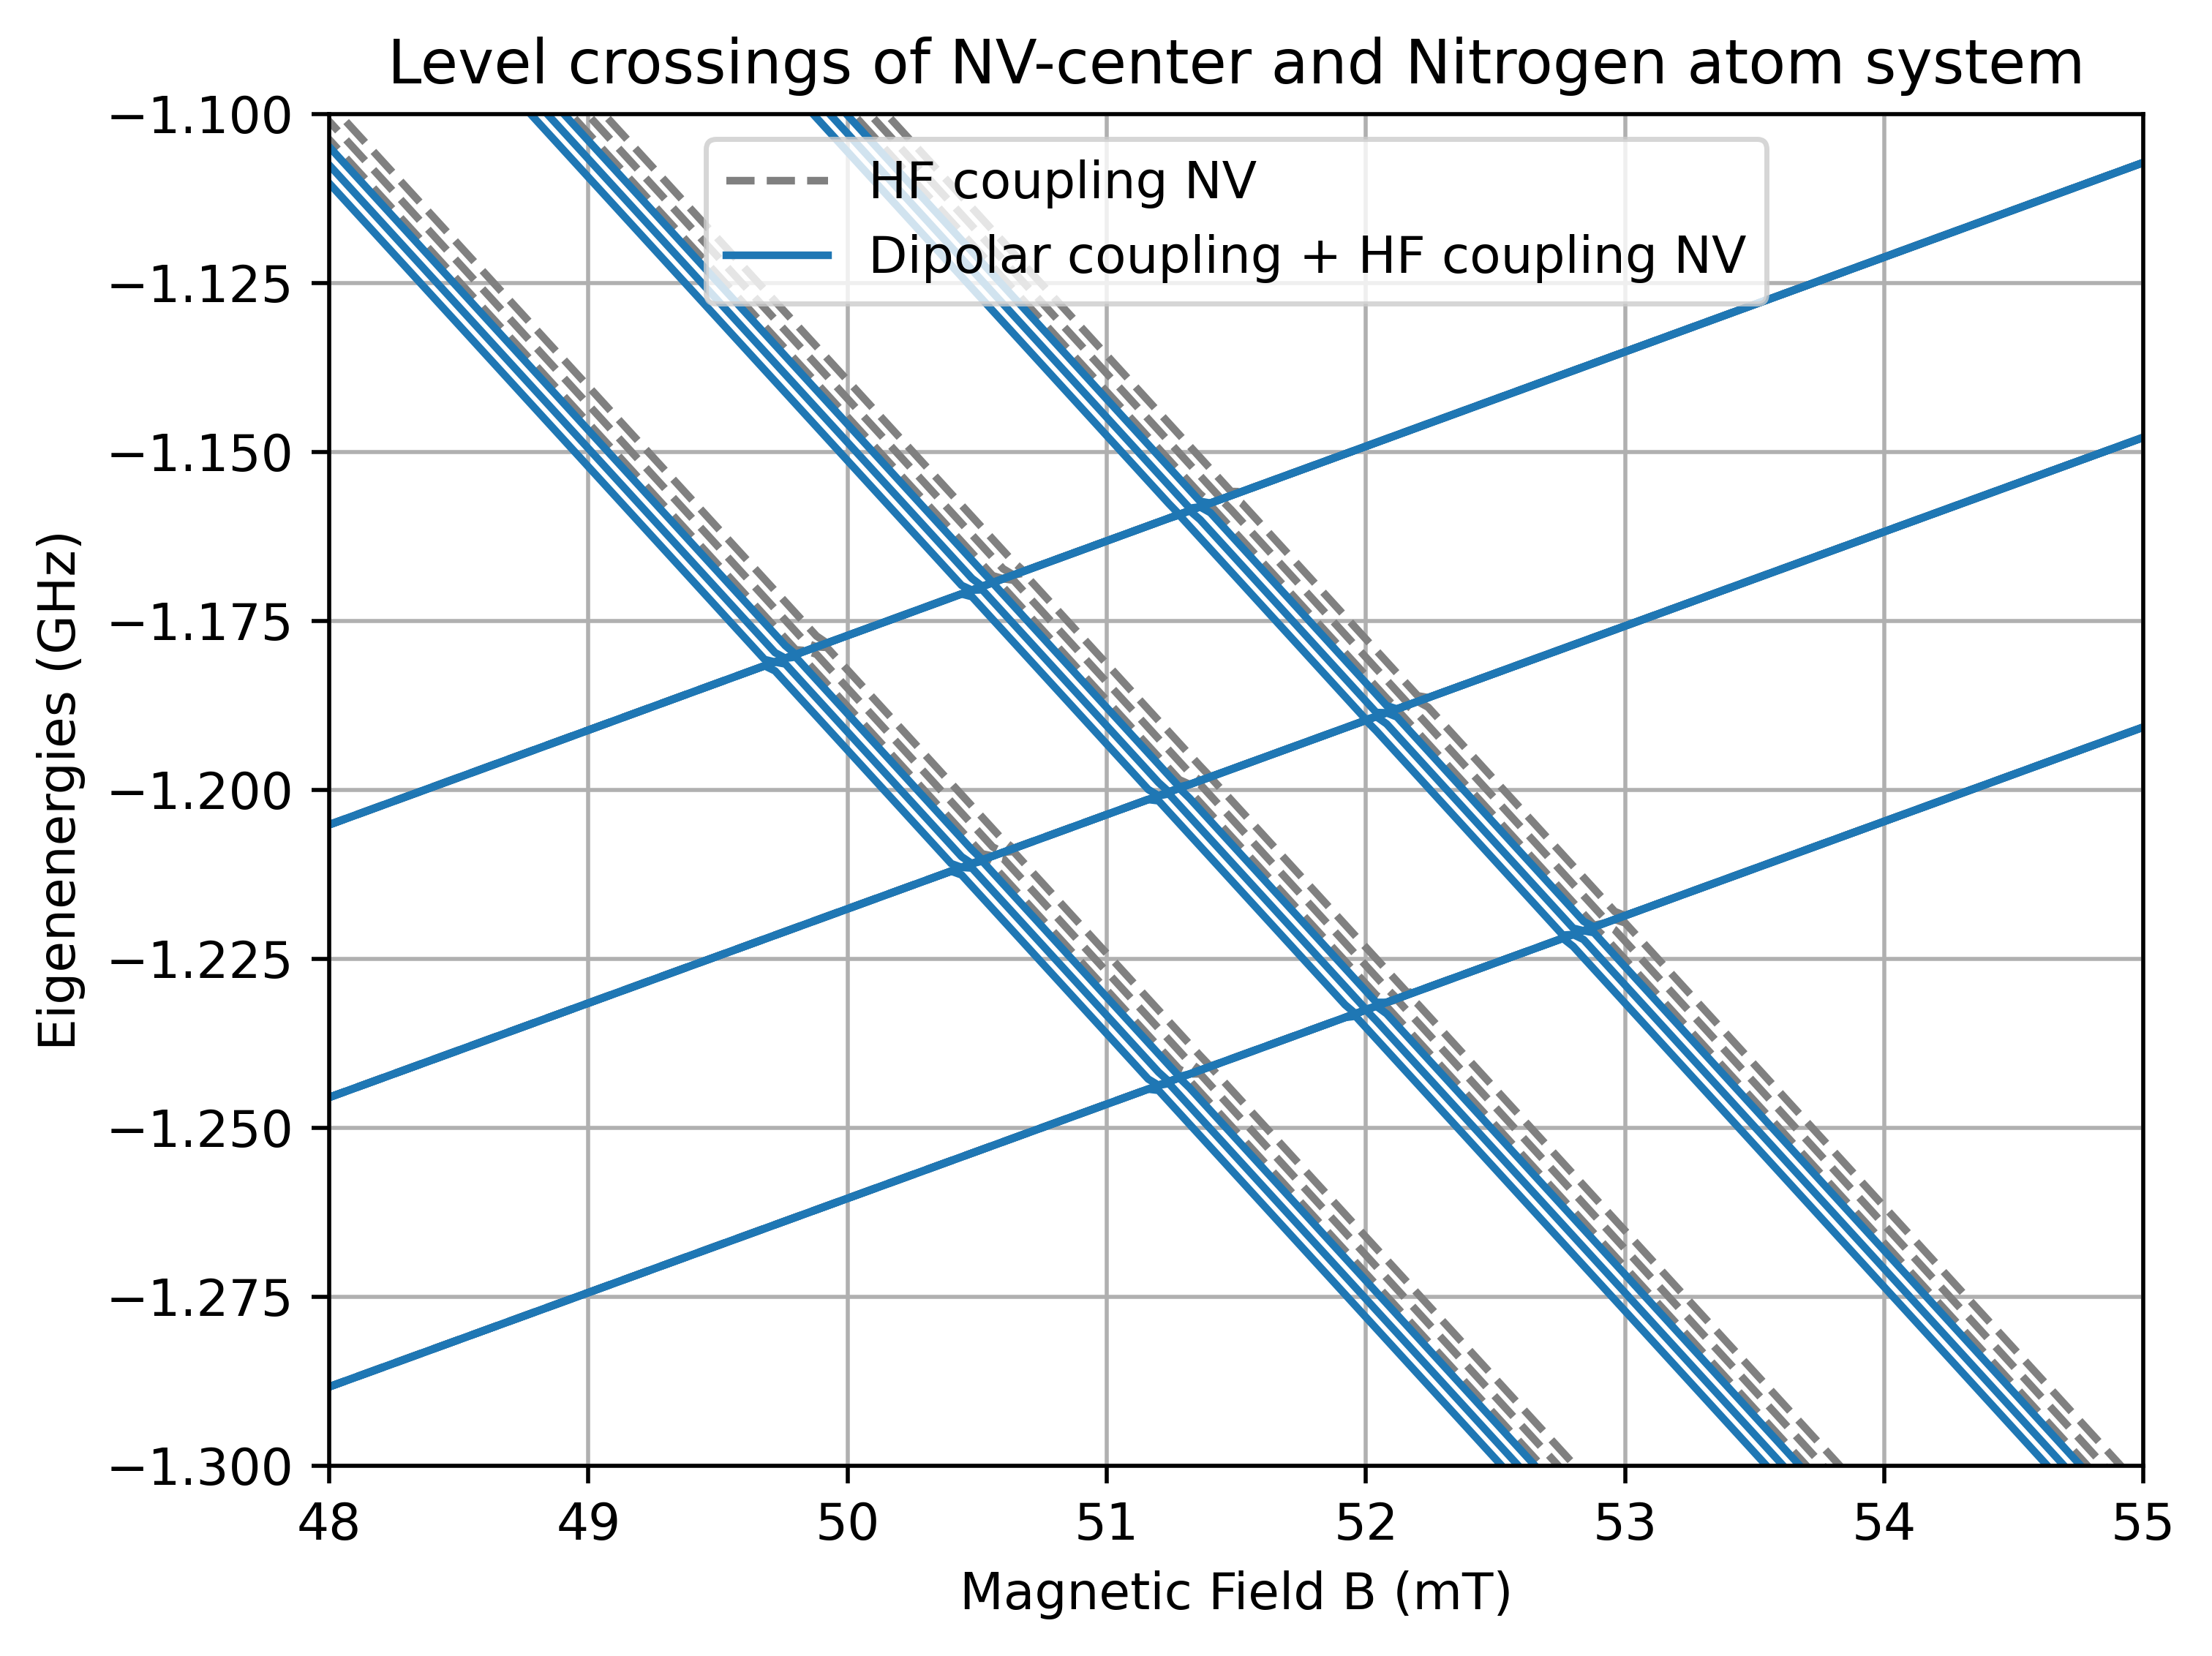 Level crossings of NV-center and Nitrogen atom system
HF coupling NV
Dipolar coupling + HF coupling NV
Eigenenergies (GHz)
−1.100
−1.125
−1.150
−1.175
−1.200
−1.225
−1.250
−1.275
−1.300
48 49 50 51 52 53 54 55
Magnetic Field B (mT)